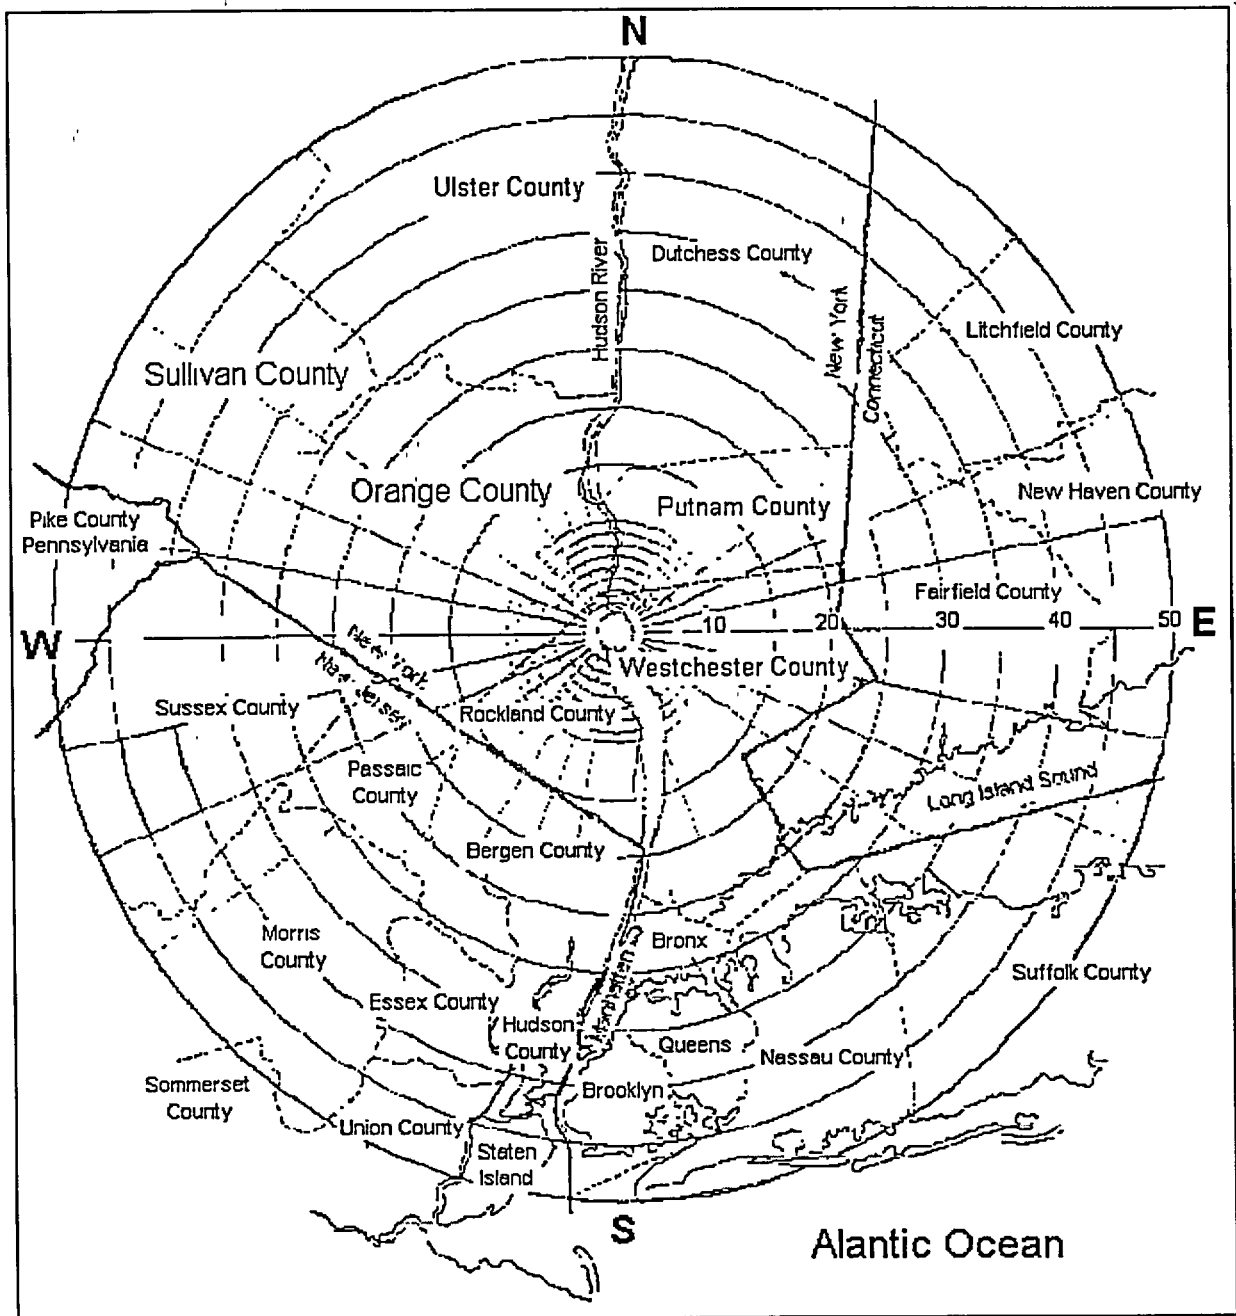 N
Ulster County
Dutchess County
Hudson River
New York
Connecticut
Litchfield County
Sullivan County
Orange County
Putnam County
New Haven County
Pike County
Pennsylvania
Fairfield County
W
10
20
30
40
50
E
New York
New Jersey
Westchester County
Sussex County
Rockland County
Passaic
County
Long Island Sound
Bergen County
Morris
County
Bronx
Manhatten
Suffolk County
Essex County
Hudson
County
Queens
Nassau County
Sommerset
County
Brooklyn
Union County
Staten
Island
S
Alantic Ocean